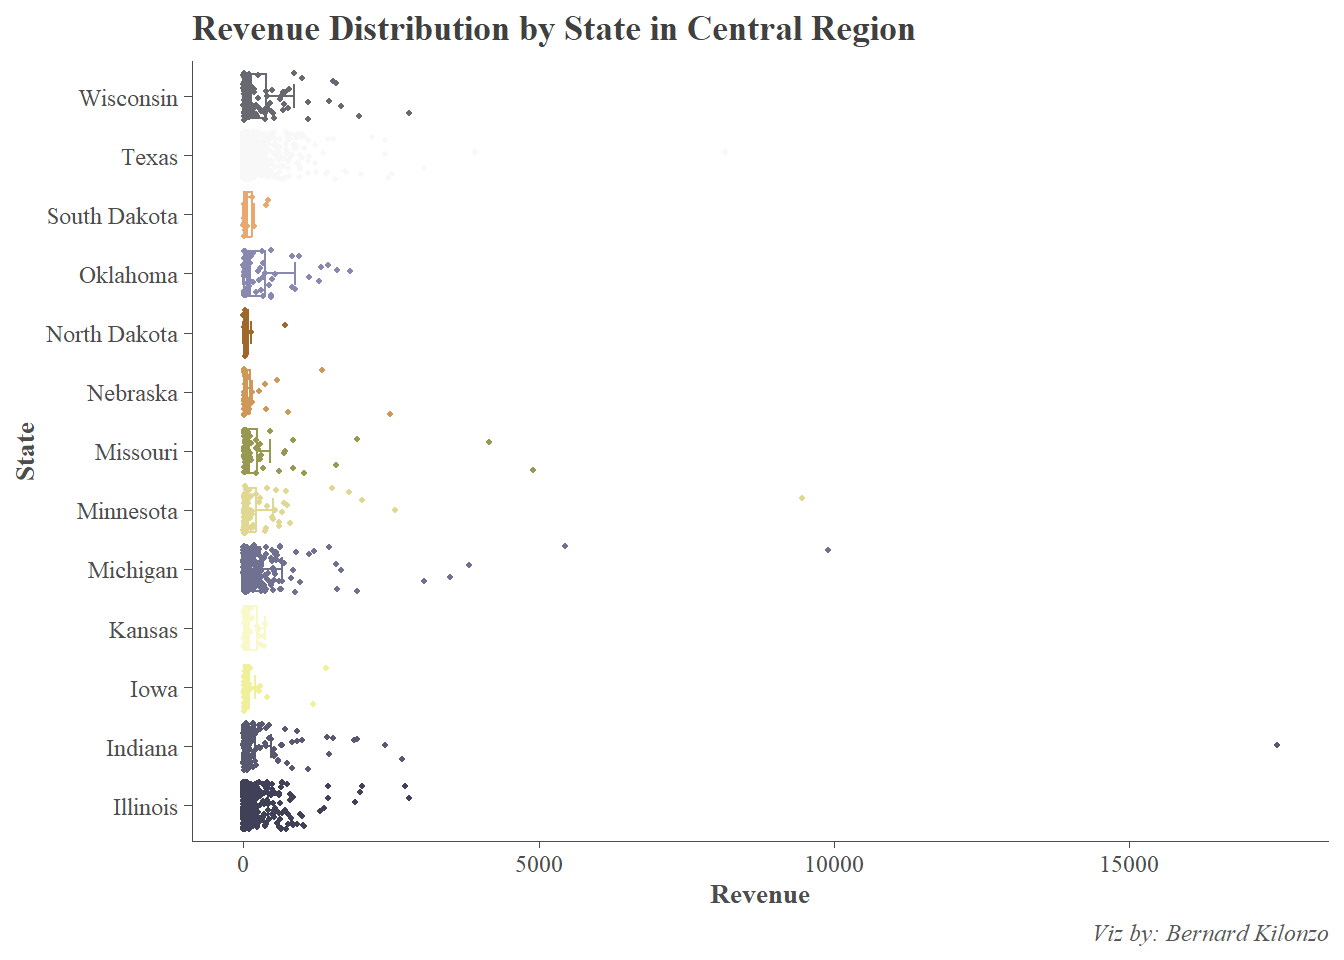 Revenue Distribution by State in Central Region
Wisconsin
Texas
South Dakota
Oklahoma
North Dakota
Nebraska
Missouri
Minnesota
Michigan
Kansas
Iowa
Indiana
Illinois
State
0 5000 10000 15000
Revenue
Viz by: Bernard Kilonzo